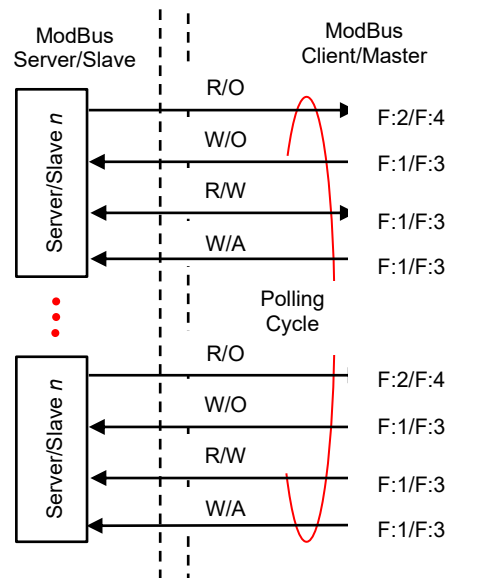 ModBus
Server/Slave
ModBus
Client/Master
Server/Slave n
R/O
F:2/F:4
W/O
F:1/F:3
R/W
F:1/F:3
W/A
F:1/F:3
Polling
Cycle
Server/Slave n
R/O
F:2/F:4
W/O
F:1/F:3
R/W
F:1/F:3
W/A
F:1/F:3